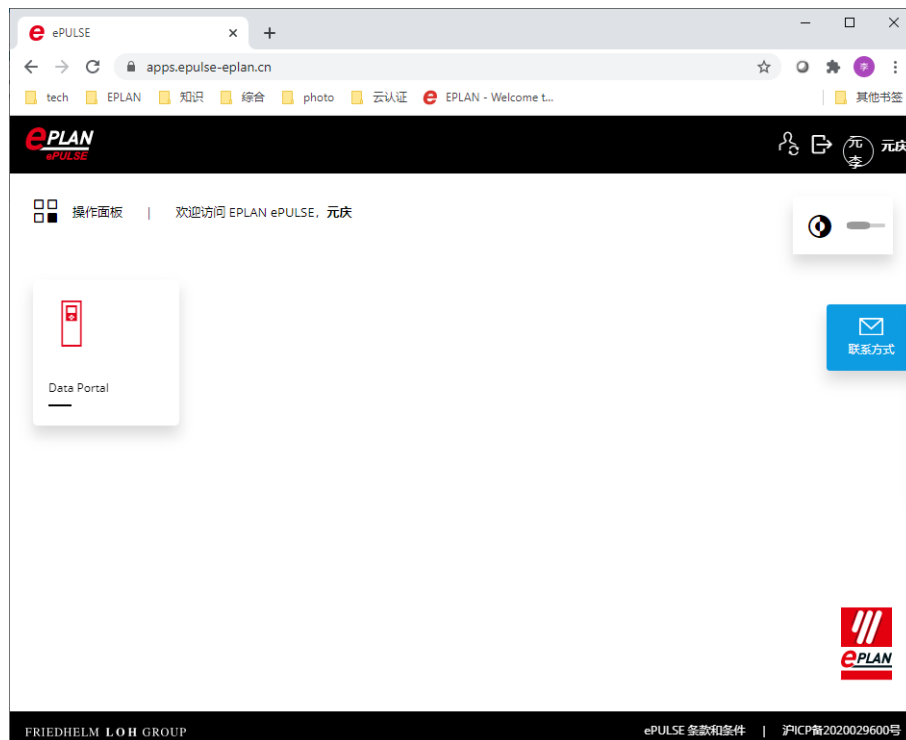 ePULSE
apps.epulse-eplan.cn
李
tech EPLAN 知识 综合 photo 云认证 EPLAN - Welcome t... 其他书签
ePLAN
ePULSE
元李 元庆
操作面板 | 欢迎访问 EPLAN ePULSE, 元庆
联系方式
Data Portal
ePLAN
FRIEDHELM LOH GROUP ePULSE 条款和条件 | 沪ICP备2020029600号